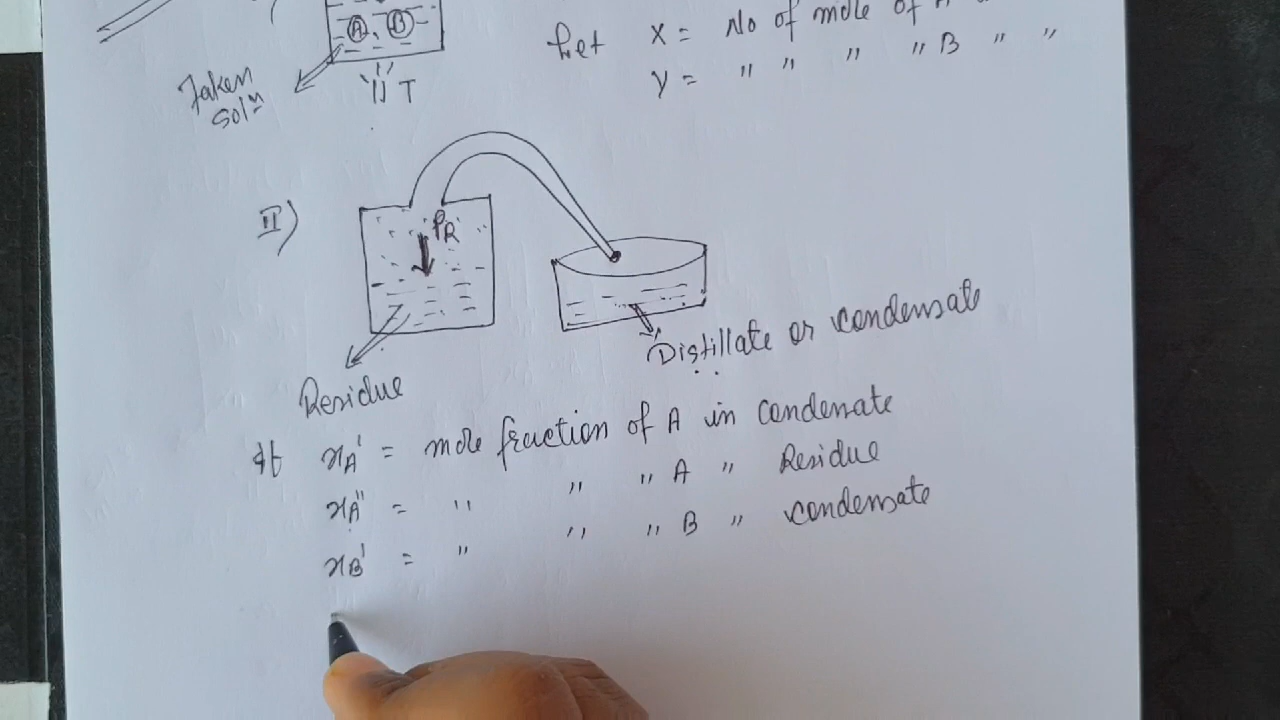 A, B
Let X = No of mole of A
Y = " " " " B " "
Taken
Solⁿ
T
II)
PR
Distillate or condensate
Residue
If xA' = mole fraction of A in condensate
xA" = " " " A " Residue
xB' = " " " B " condensate